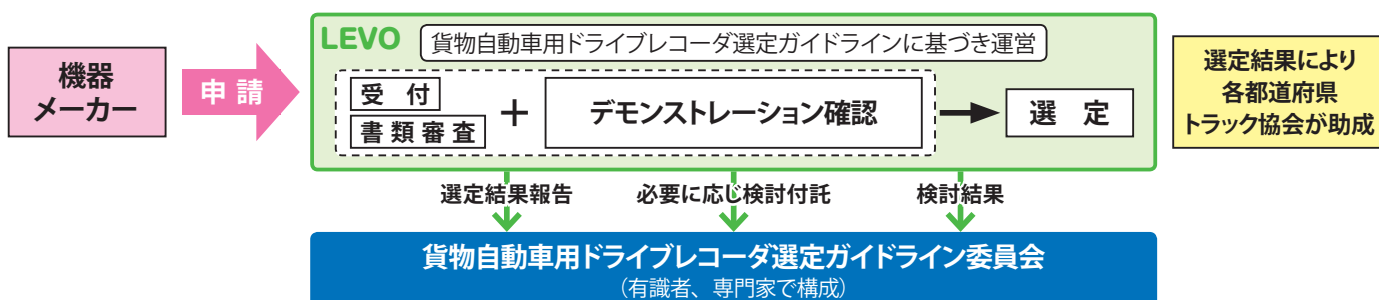 機器
メーカー
申請
LEVO
貨物自動車用ドライブレコーダ選定ガイドラインに基づき運営
受 付
書類審査
+
デモンストレーション確認
選 定
選定結果により
各都道府県
トラック協会が助成
選定結果報告
必要に応じ検討付託
検討結果
貨物自動車用ドライブレコーダ選定ガイドライン委員会
(有識者、専門家で構成)